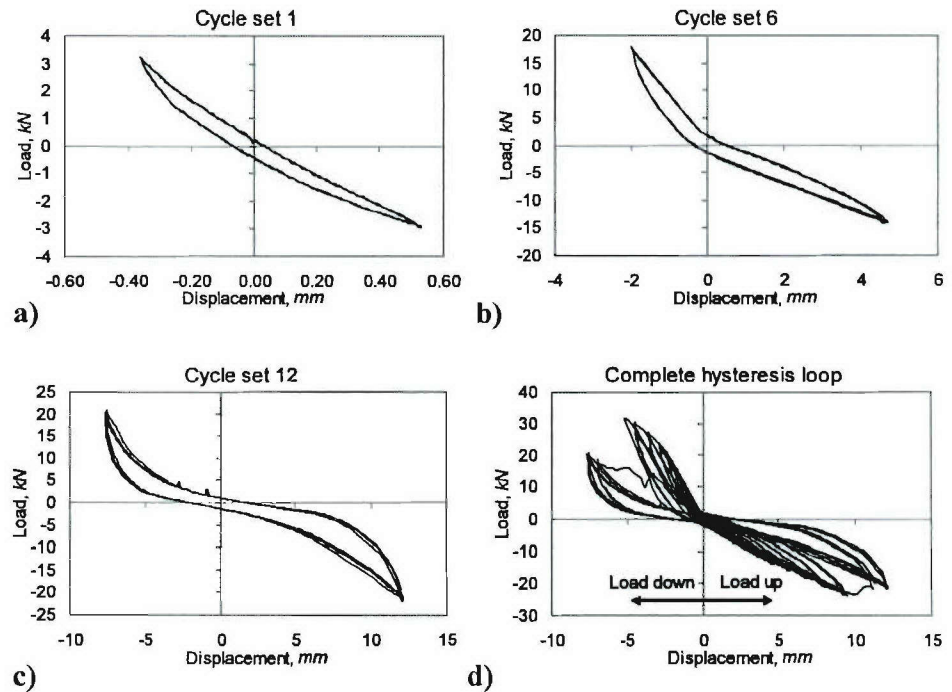 Cycle set 1
4
3
2
1
0
-1
-2
-3
-4
Load, kN
-0.60 -0.40 -0.20 0.00 0.20 0.40 0.60
Displacement, mm
a)
Cycle set 6
20
15
10
5
0
-5
-10
-15
-20
Load, kN
-4 -2 0 2 4 6
Displacement, mm
b)
Cycle set 12
25
20
15
10
5
0
-5
-10
-15
-20
-25
Load, kN
-10 -5 0 5 10 15
Displacement, mm
c)
Complete hysteresis loop
40
30
20
10
0
-10
-20
-30
Load, kN
Load down Load up
-10 -5 0 5 10 15
Displacement, mm
d)